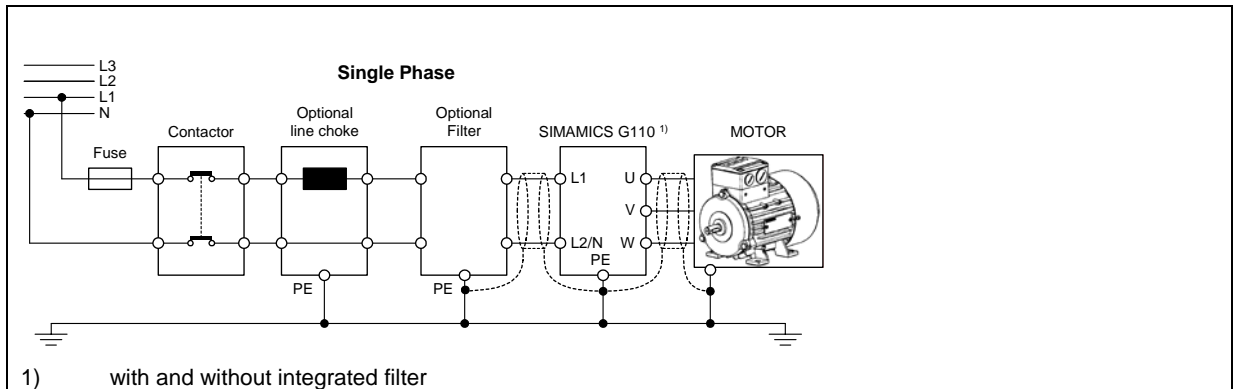 L3
L2
L1
N
Single Phase
Fuse
Contactor
Optional
line choke
Optional
Filter
SIMAMICS G110 1)
MOTOR
L1
U
V
L2/N
W
PE
PE
PE
1) with and without integrated filter